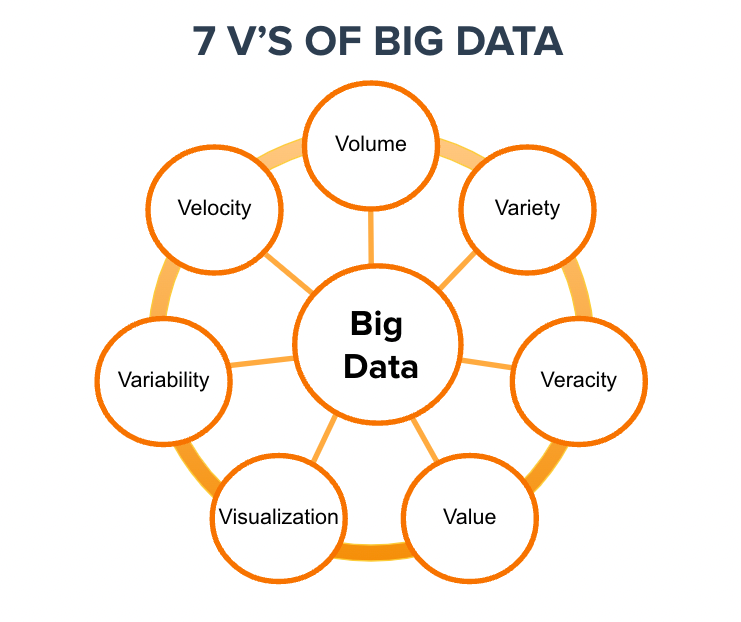 7 V’S OF BIG DATA
Volume
Velocity
Variety
Big
Data
Variability
Veracity
Visualization
Value